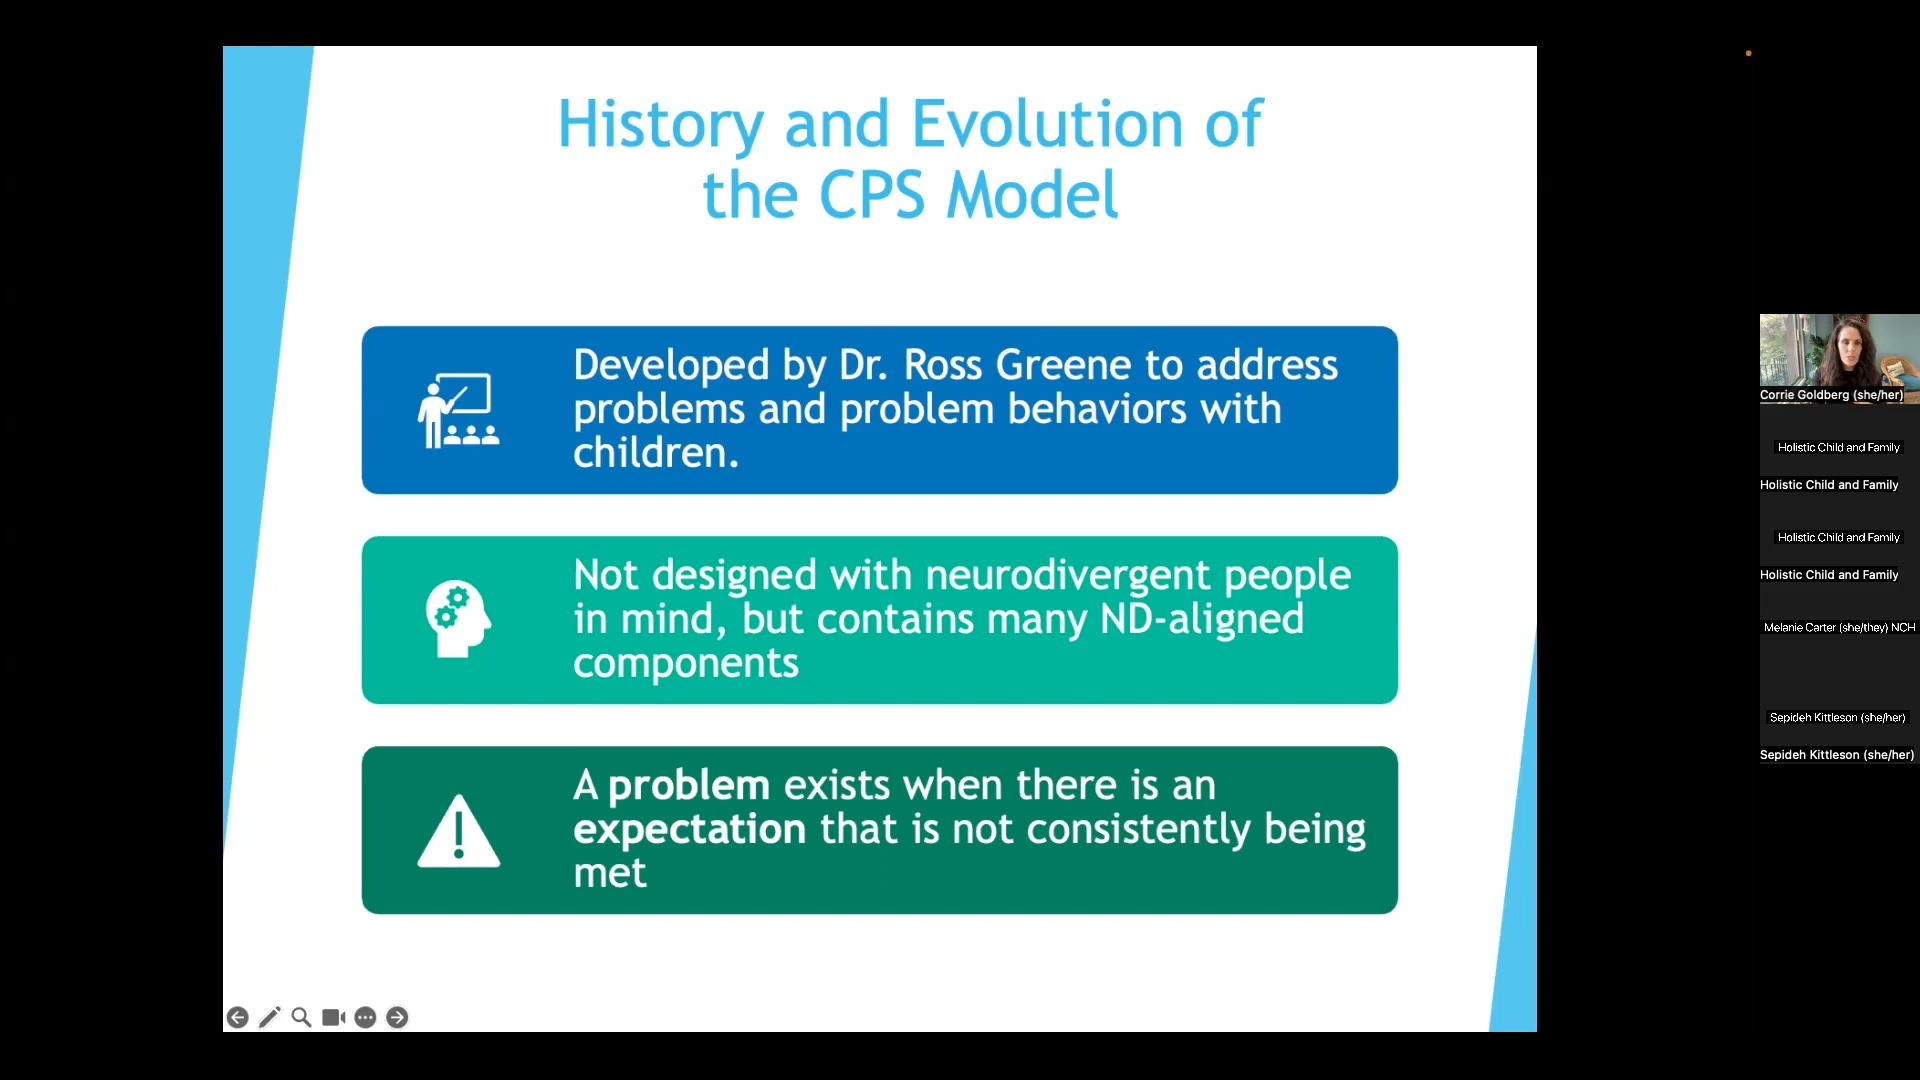 History and Evolution of
the CPS Model
Developed by Dr. Ross Greene to address
problems and problem behaviors with
children.
Not designed with neurodivergent people
in mind, but contains many ND-aligned
components
A problem exists when there is an
expectation that is not consistently being
met
Corrie Goldberg (she/her)
Holistic Child and Family
Holistic Child and Family
Holistic Child and Family
Holistic Child and Family
Melanie Carter (she/they) NCH
Sepideh Kittleson (she/her)
Sepideh Kittleson (she/her)